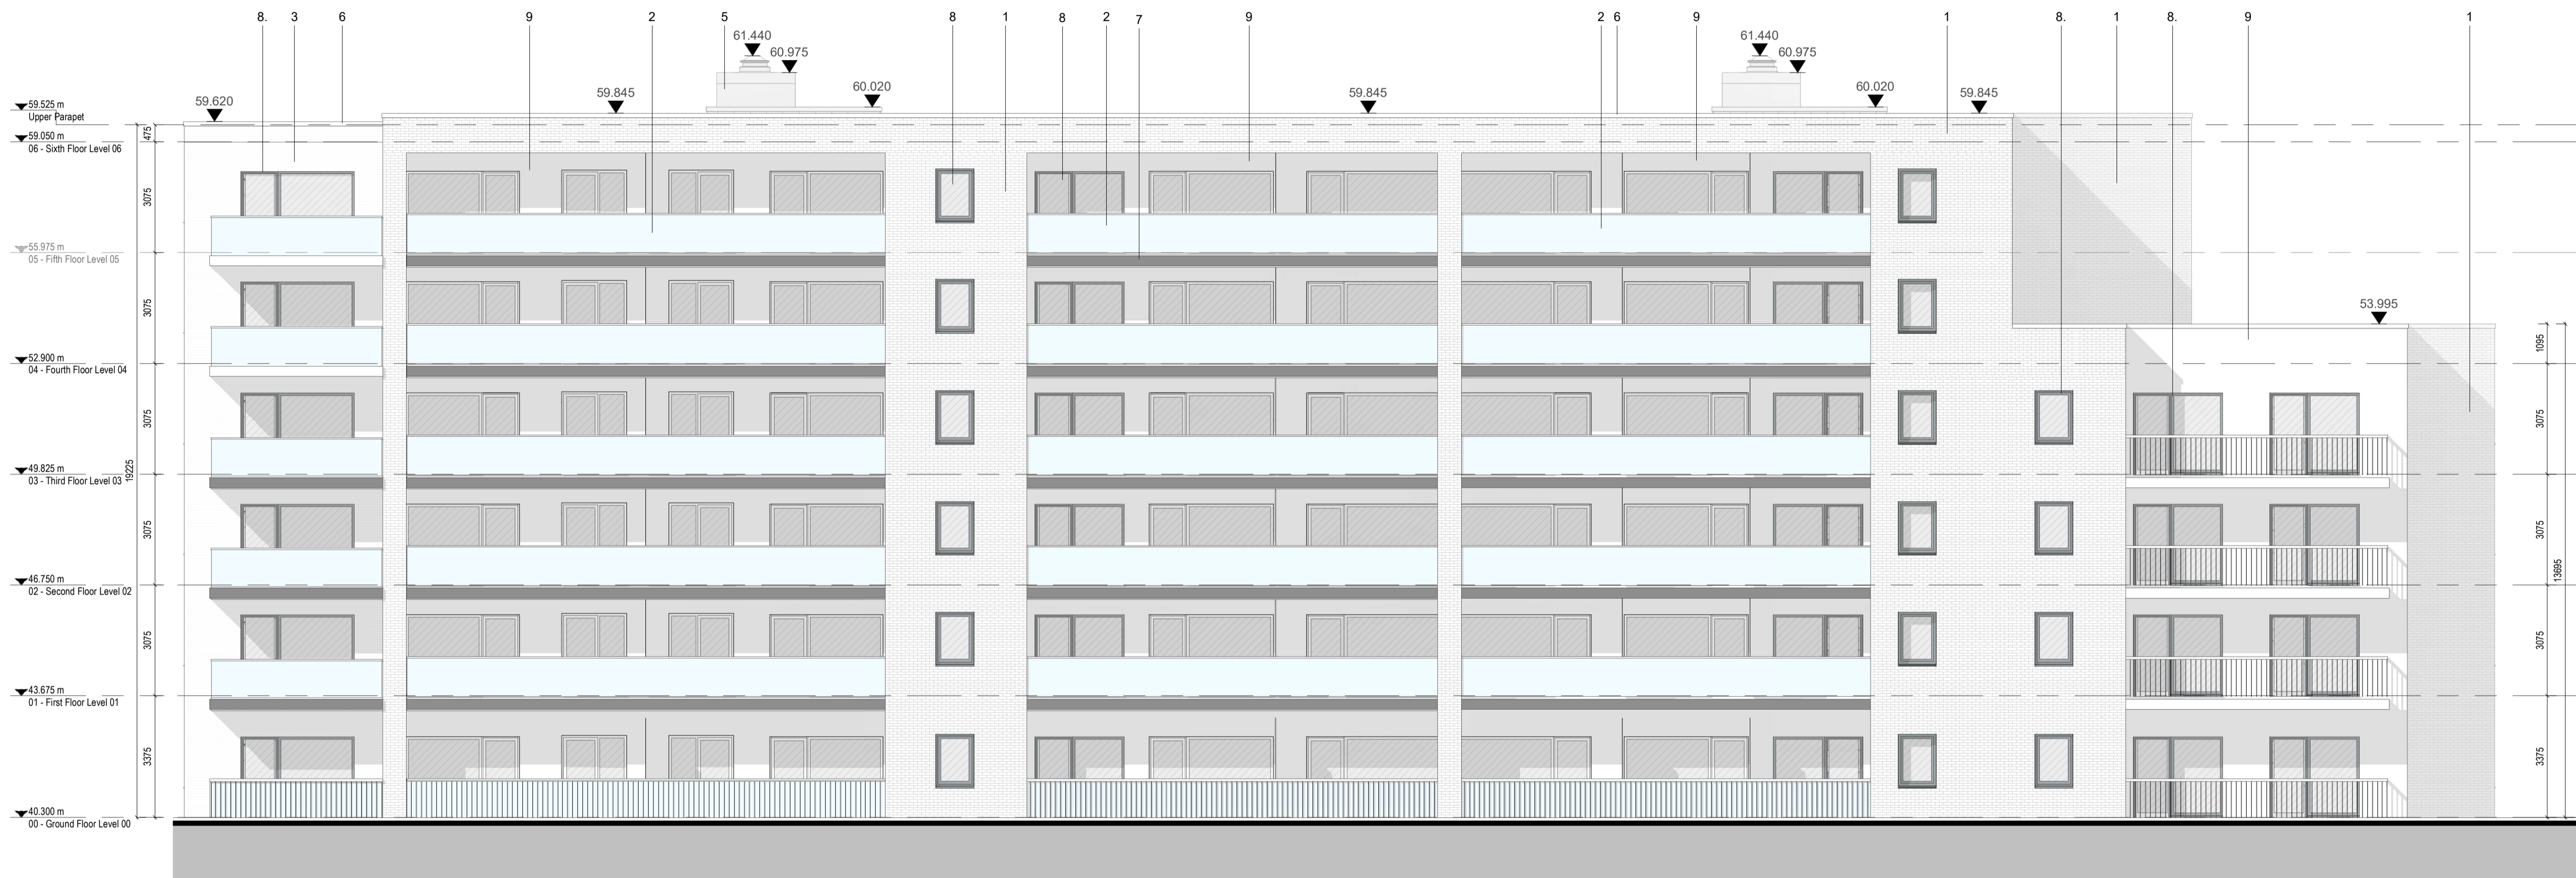 8. 3 6 9 2 5 8 1 8 2 7 9 2 6 9 1 8. 1 8. 9 1
61.440 61.440
60.975 60.975
59.620 59.845 60.020 59.845 60.020 59.845
59.525 m
Upper Parapet
475
59.050 m
06 - Sixth Floor Level 06
3075
55.975 m
05 - Fifth Floor Level 05
3075
53.995
1095
52.900 m
04 - Fourth Floor Level 04
3075 3075
49.825 m
03 - Third Floor Level 03
19225
3075 3075
46.750 m
02 - Second Floor Level 02
13695
3075 3075
43.675 m
01 - First Floor Level 01
3375 3375
40.300 m
00 - Ground Floor Level 00